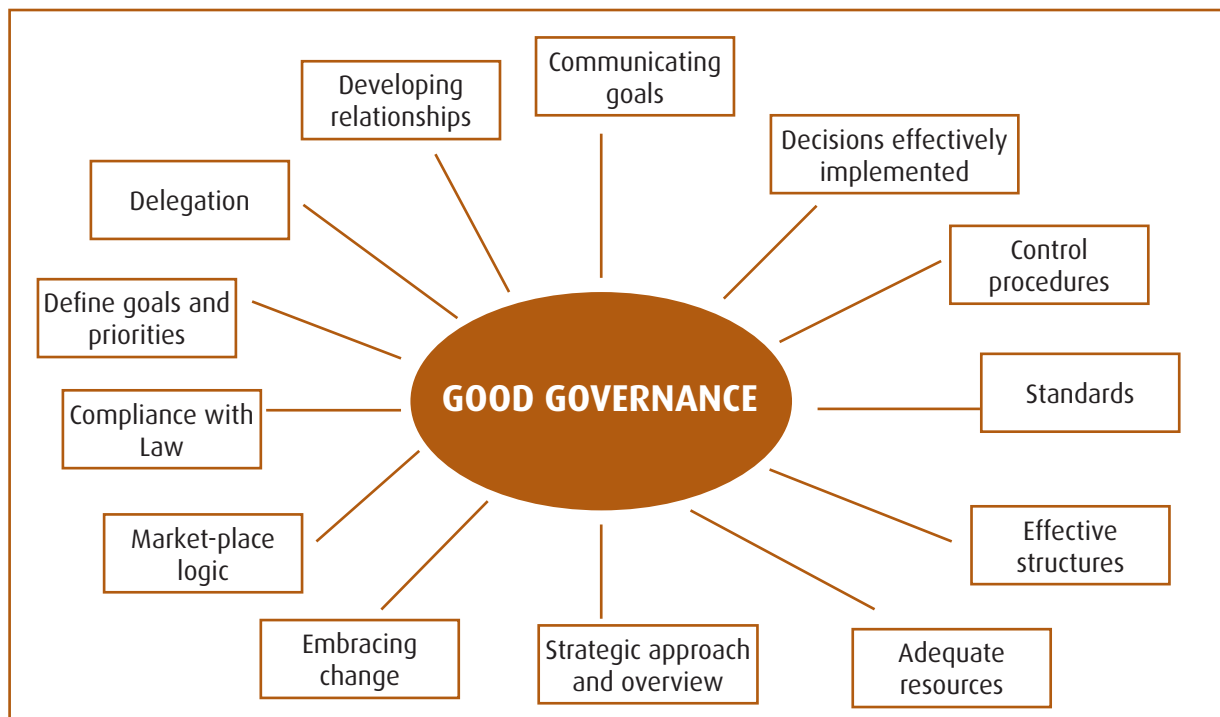 Communicating
goals
Developing
relationships
Decisions effectively
implemented
Delegation
Control
procedures
Define goals and
priorities
GOOD GOVERNANCE
Standards
Compliance with
Law
Market-place
logic
Effective
structures
Embracing
change
Strategic approach
and overview
Adequate
resources